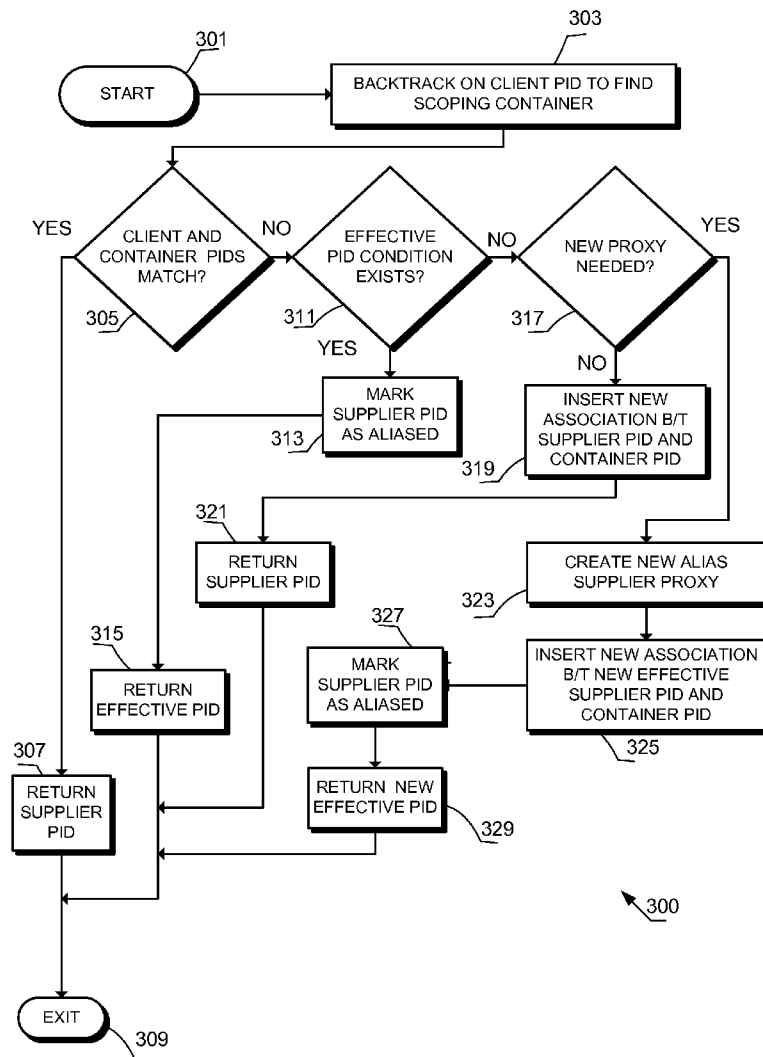 301
START
303
BACKTRACK ON CLIENT PID TO FIND
SCOPING CONTAINER
YES
CLIENT AND
CONTAINER PIDS
MATCH?
305
NO
EFFECTIVE
PID CONDITION
EXISTS?
311
NO
NEW PROXY
NEEDED?
317
YES
YES
NO
MARK
SUPPLIER PID
AS ALIASED
313
INSERT NEW
ASSOCIATION B/T
SUPPLIER PID AND
CONTAINER PID
319
321
RETURN
SUPPLIER PID
CREATE NEW ALIAS
SUPPLIER PROXY
323
315
RETURN
EFFECTIVE PID
327
MARK
SUPPLIER PID
AS ALIASED
INSERT NEW ASSOCIATION
B/T NEW EFFECTIVE
SUPPLIER PID AND
CONTAINER PID
325
307
RETURN
SUPPLIER
PID
RETURN NEW
EFFECTIVE PID
329
300
EXIT
309